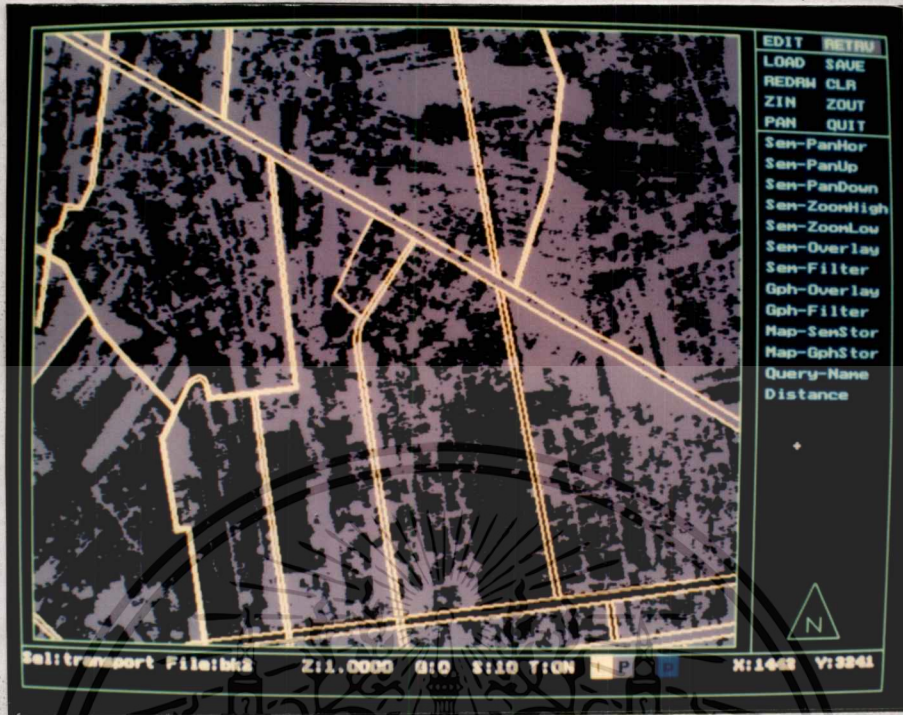 EDIT RETRV
LOAD SAVE
REDRW CLR
ZIN ZOUT
PAN QUIT
Sem-PanHor
Sem-PanUp
Sem-PanDown
Sem-ZoomHigh
Sem-ZoomLow
Sem-Overlay
Sem-Filter
Gph-Overlay
Gph-Filter
Map-SemStor
Map-GphStor
Query-Name
Distance
N
Sel:transport File:bk2 Z:1.0000 G:0 S:10 T:ON P P X:1442 Y:3241